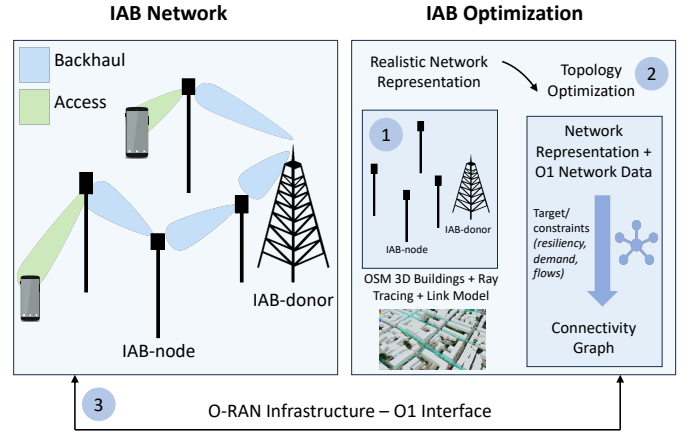 IAB Network
Backhaul
Access
IAB-donor
IAB-node
IAB Optimization
Realistic Network
Representation
1
IAB-donor
IAB-node
OSM 3D Buildings + Ray
Tracing + Link Model
Topology
Optimization
2
Network
Representation +
O1 Network Data
Target/
constraints
(resiliency,
demand,
flows)
Connectivity
Graph
3
O-RAN Infrastructure – O1 Interface